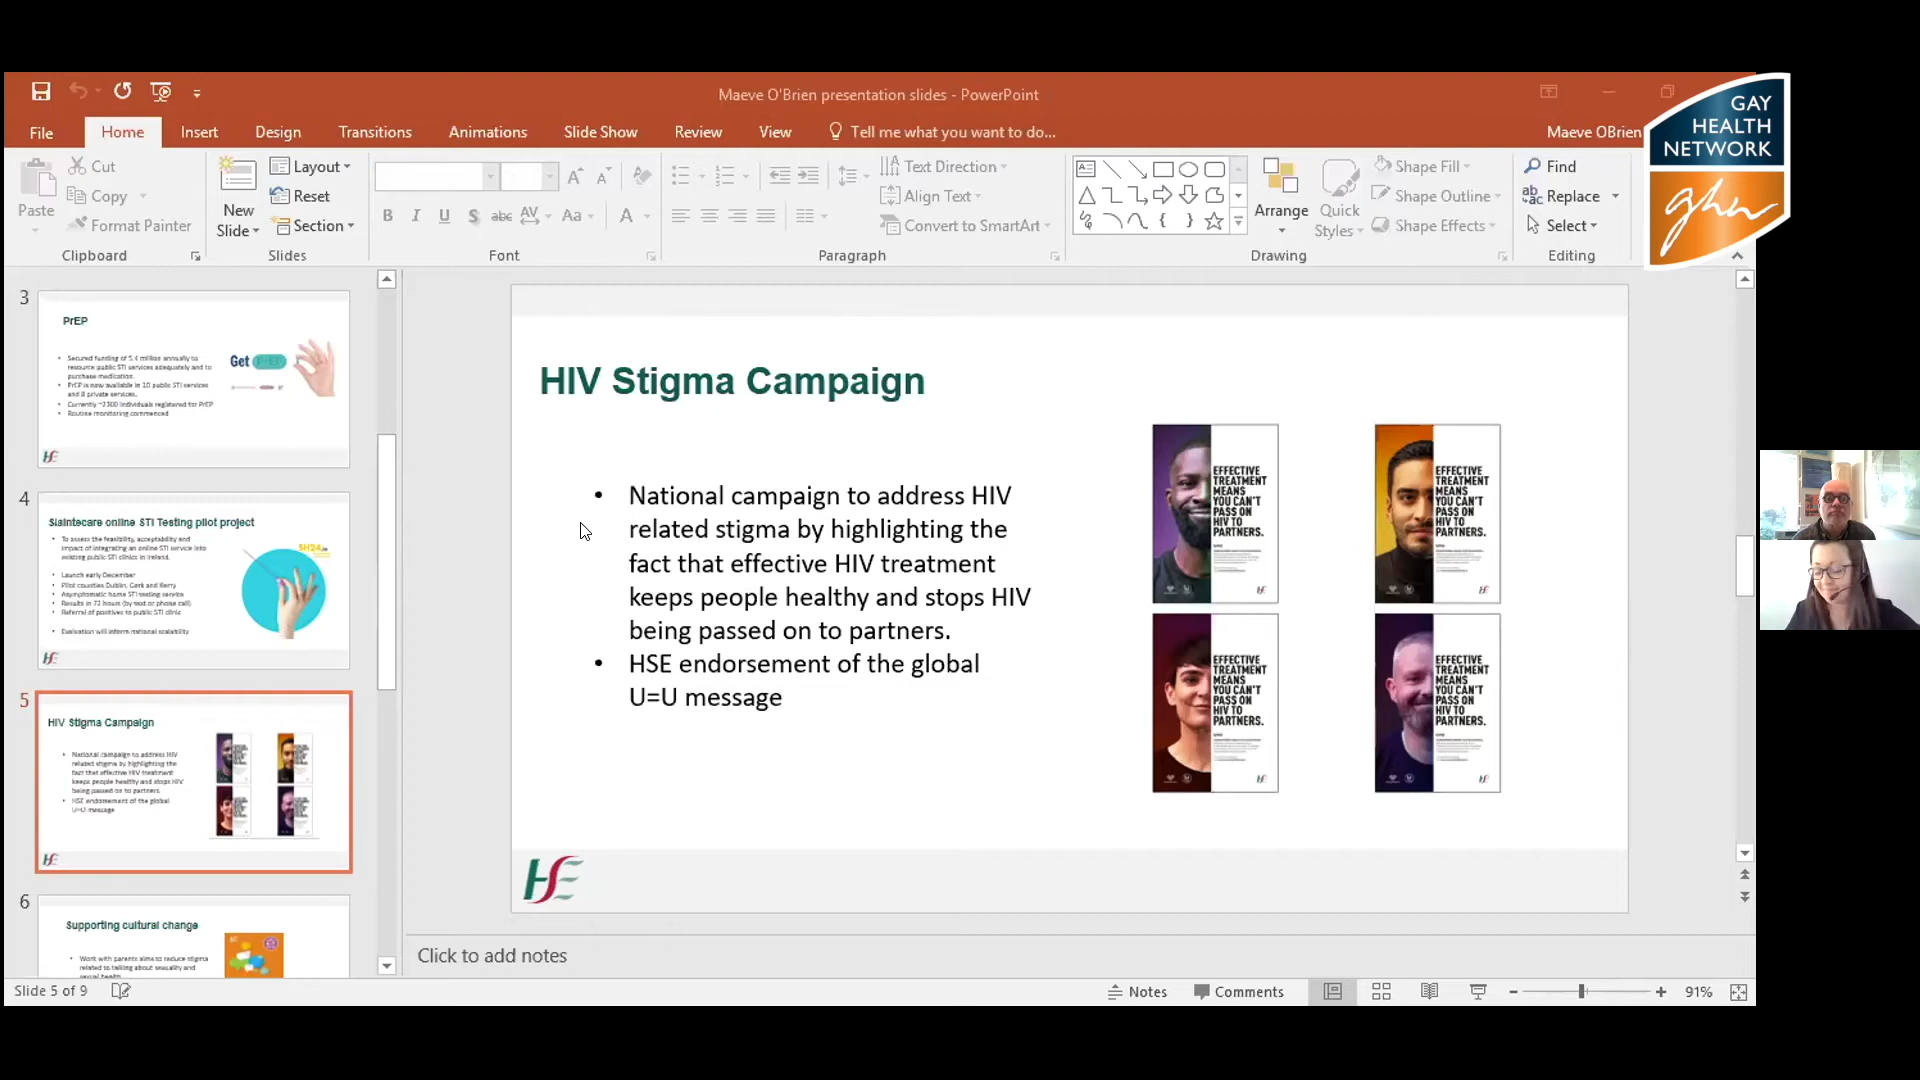 Maeve O'Brien presentation slides - PowerPoint
File Home Insert Design Transitions Animations Slide Show Review View Tell me what you want to do...
Maeve OBrien
GAY
HEALTH
NETWORK
ghn
Paste
Cut
Copy
Format Painter
Clipboard
New
Slide
Layout
Reset
Section
Slides
B I U S abc AV Aa A
Font
Text Direction
Align Text
Convert to SmartArt
Paragraph
Arrange
Quick
Styles
Shape Fill
Shape Outline
Shape Effects
Drawing
Find
Replace
Select
Editing
3
PrEP
Get
resource public STI services adequately and to
purchase medication.
PrEP is now available in 10 public STI services
and 8 private services.
Routine monitoring commenced
4
Slaintecare online STI Testing pilot project
To assess the feasibility, acceptability and
impact of integrating an online STI service into
existing public STI clinics in Ireland.
Launch early December
Pilot counties Dublin, Cork and Kerry
Asymptomatic home STI testing service
Results in 72 hours (by text or phone call)
Referral of positives to public STI clinic
Evaluation will inform national scalability
SH24.ie
5
HIV Stigma Campaign
National campaign to address HIV
related stigma by highlighting the
fact that effective HIV treatment
keeps people healthy and stops HIV
being passed on to partners.
HSE endorsement of the global
U=U message
6
Supporting cultural change
Work with parents aims to reduce stigma
related to talking about sexuality and
sexual health
HIV Stigma Campaign
• National campaign to address HIV
related stigma by highlighting the
fact that effective HIV treatment
keeps people healthy and stops HIV
being passed on to partners.
• HSE endorsement of the global
U=U message
EFFECTIVE
TREATMENT
MEANS
YOU CAN'T
PASS ON
HIV TO
PARTNERS.
EFFECTIVE
TREATMENT
MEANS
YOU CAN'T
PASS ON
HIV TO
PARTNERS.
EFFECTIVE
TREATMENT
MEANS
YOU CAN'T
PASS ON
HIV TO
PARTNERS.
EFFECTIVE
TREATMENT
MEANS
YOU CAN'T
PASS ON
HIV TO
PARTNERS.
HSE
Click to add notes
Slide 5 of 9
Notes Comments 91%